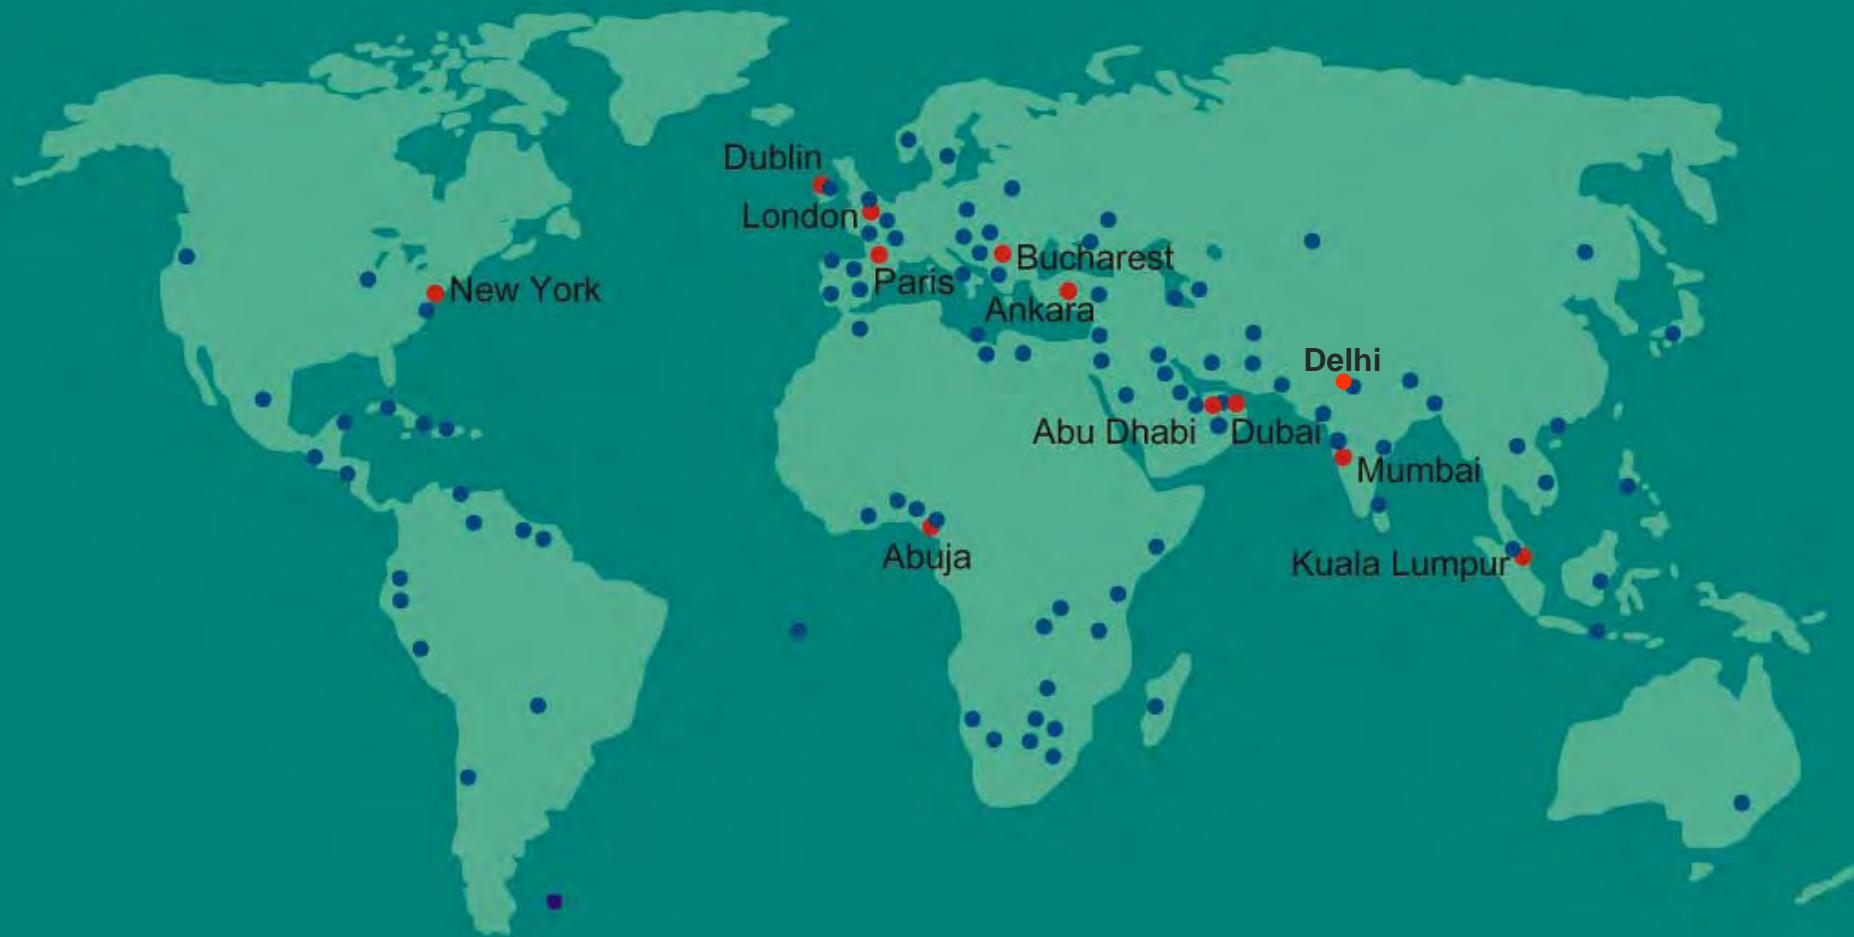 Dublin
London
New York
Paris
Bucharest
Ankara
Delhi
Abu Dhabi
Dubai
Mumbai
Abuja
Kuala Lumpur